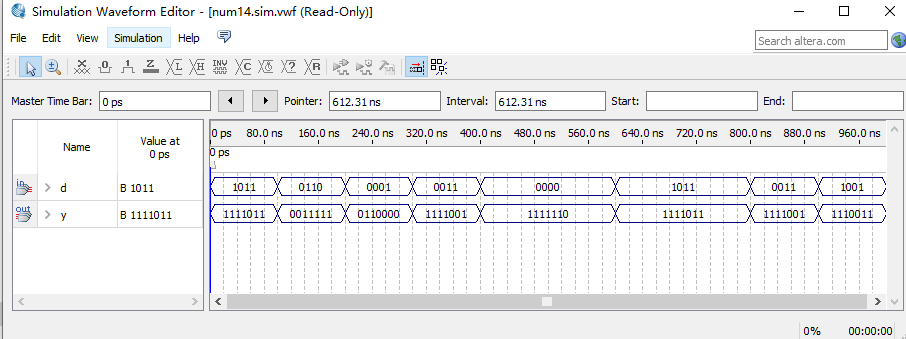 Simulation Waveform Editor - [num14.sim.vwf (Read-Only)]
File Edit View Simulation Help
Search altera.com
Master Time Bar: 0 ps Pointer: 612.31 ns Interval: 612.31 ns Start: End:
Name Value at 0 ps
0 ps 80.0 ns 160.0 ns 240.0 ns 320.0 ns 400.0 ns 480.0 ns 560.0 ns 640.0 ns 720.0 ns 800.0 ns 880.0 ns 960.0 ns
0 ps
in d B 1011 1011 0110 0001 0011 0000 1011 0011 1001
out y B 1111011 1111011 0011111 0110000 1111001 1111110 1111011 1111001 1110011
0% 00:00:00